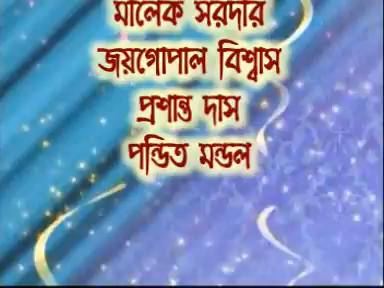 মালেক সরদার
জয়গোপাল বিশ্বাস
প্রশান্ত দাস
পন্ডিত মন্ডল